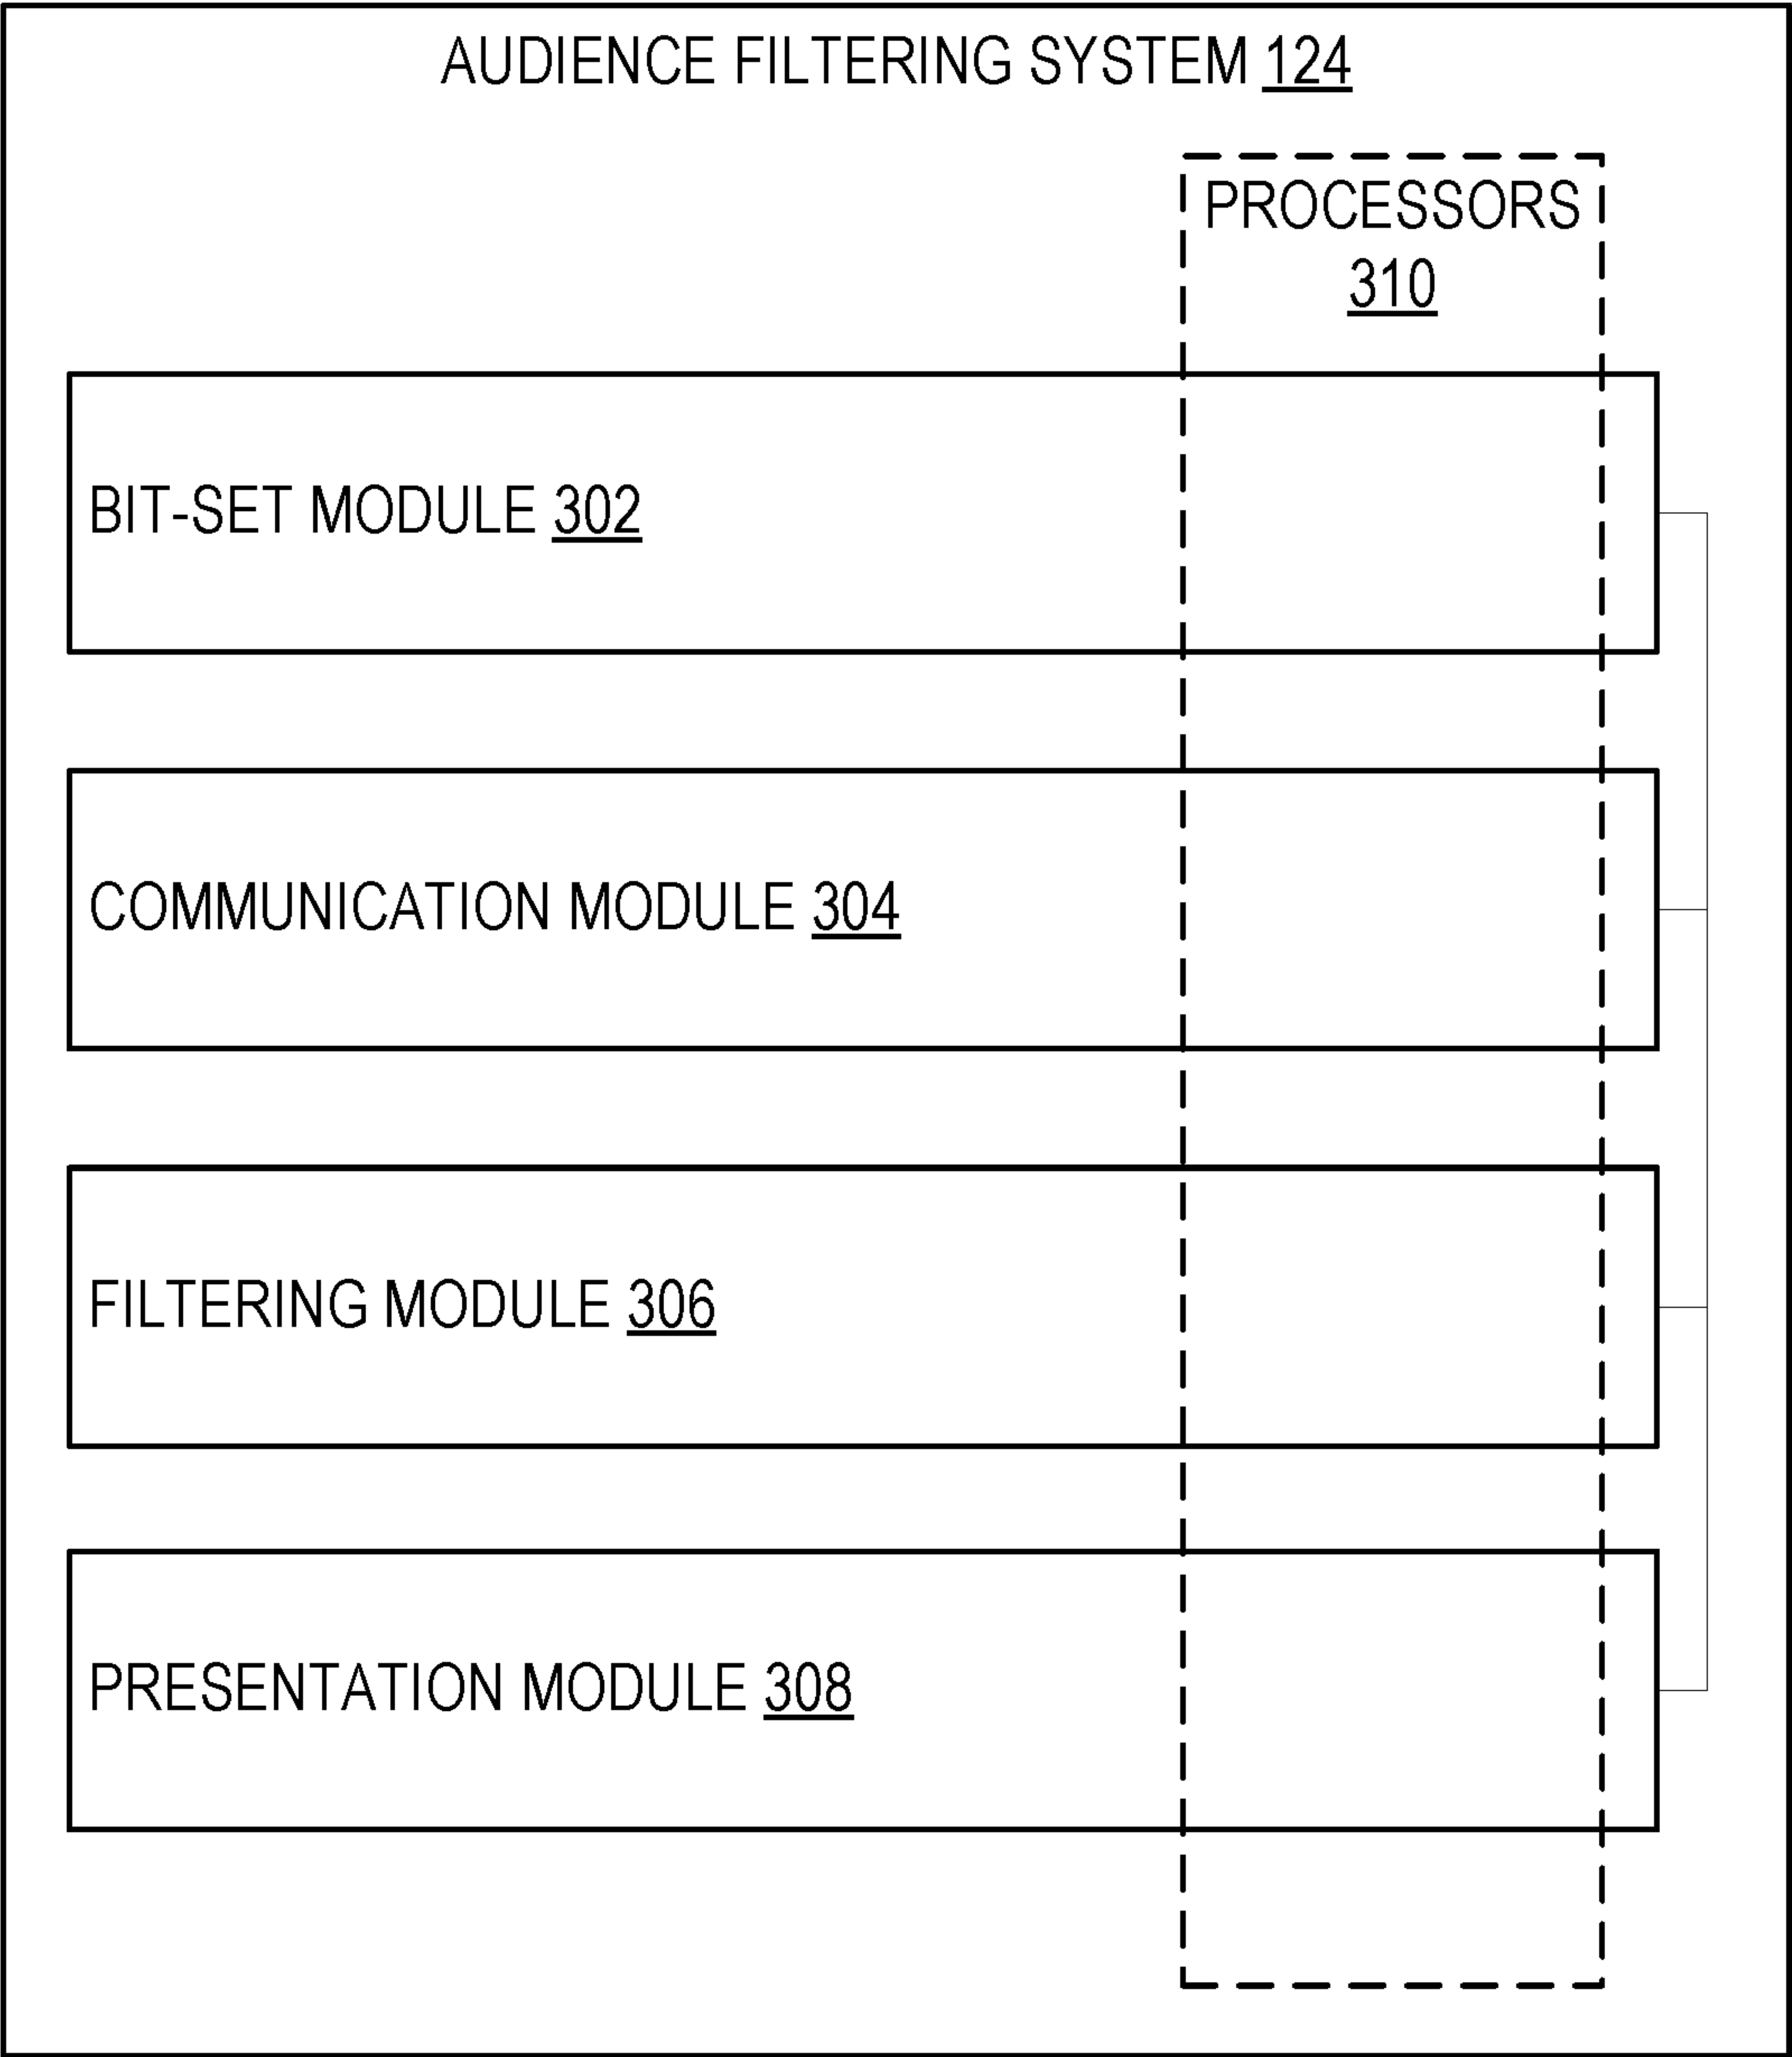 AUDIENCE FILTERING SYSTEM 124
PROCESSORS
310
BIT-SET MODULE 302
COMMUNICATION MODULE 304
FILTERING MODULE 306
PRESENTATION MODULE 308